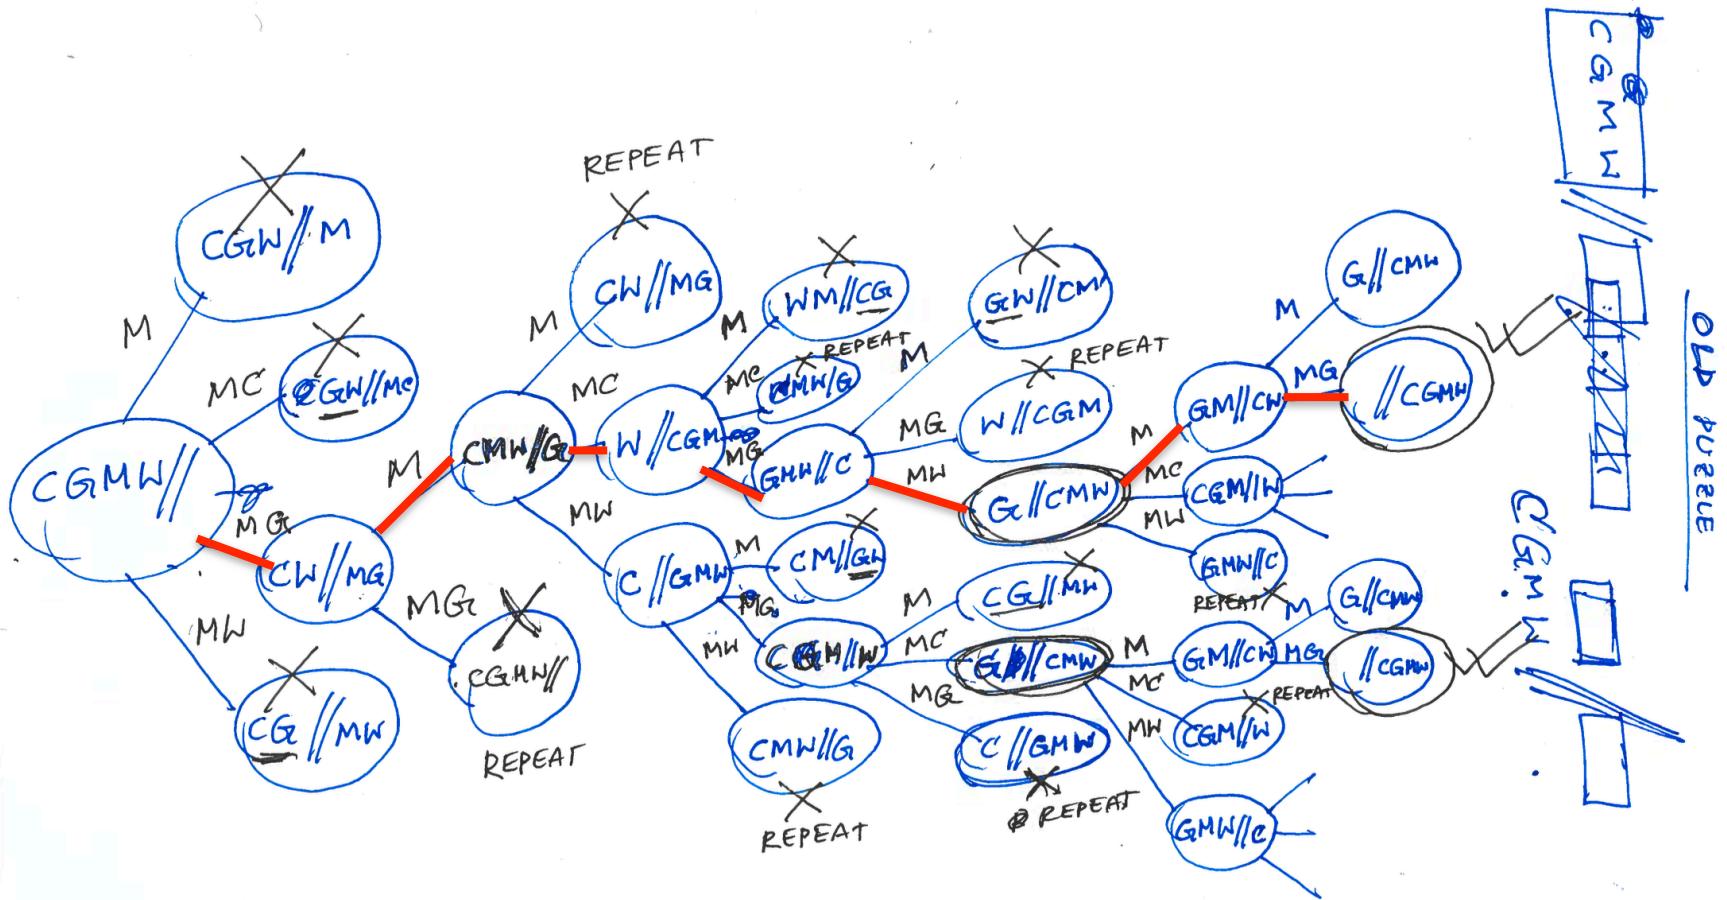 CGMWll
M
CGW//M
MC
CGW//MC
MG
CW//MG
MW
CG//MW
M
CMW//G
MG
CGMW//
REPEAT
REPEAT
M
CW//MG
MC
W//CGM
MW
C//GMW
M
WM//CG
MC
CMW/G
REPEAT
MG
GMW//C
M
CM//GW
MG
CGM//W
MW
CMW//G
REPEAT
M
GW//CM
MG
W//CGM
REPEAT
MW
G//CMW
M
CG//MW
MC
G//CMW
MG
C//GMW
REPEAT
M
GM//CW
MC
CGM//W
MW
GMW//C
REPEAT
M
GM//CW
MC
CGM//W
REPEAT
MW
GMW//C
M
G//CMW
MG
//CGMW
M
G//CMW
MG
//CGMW
CGMW
//
CGMW
OLD PUZZLE